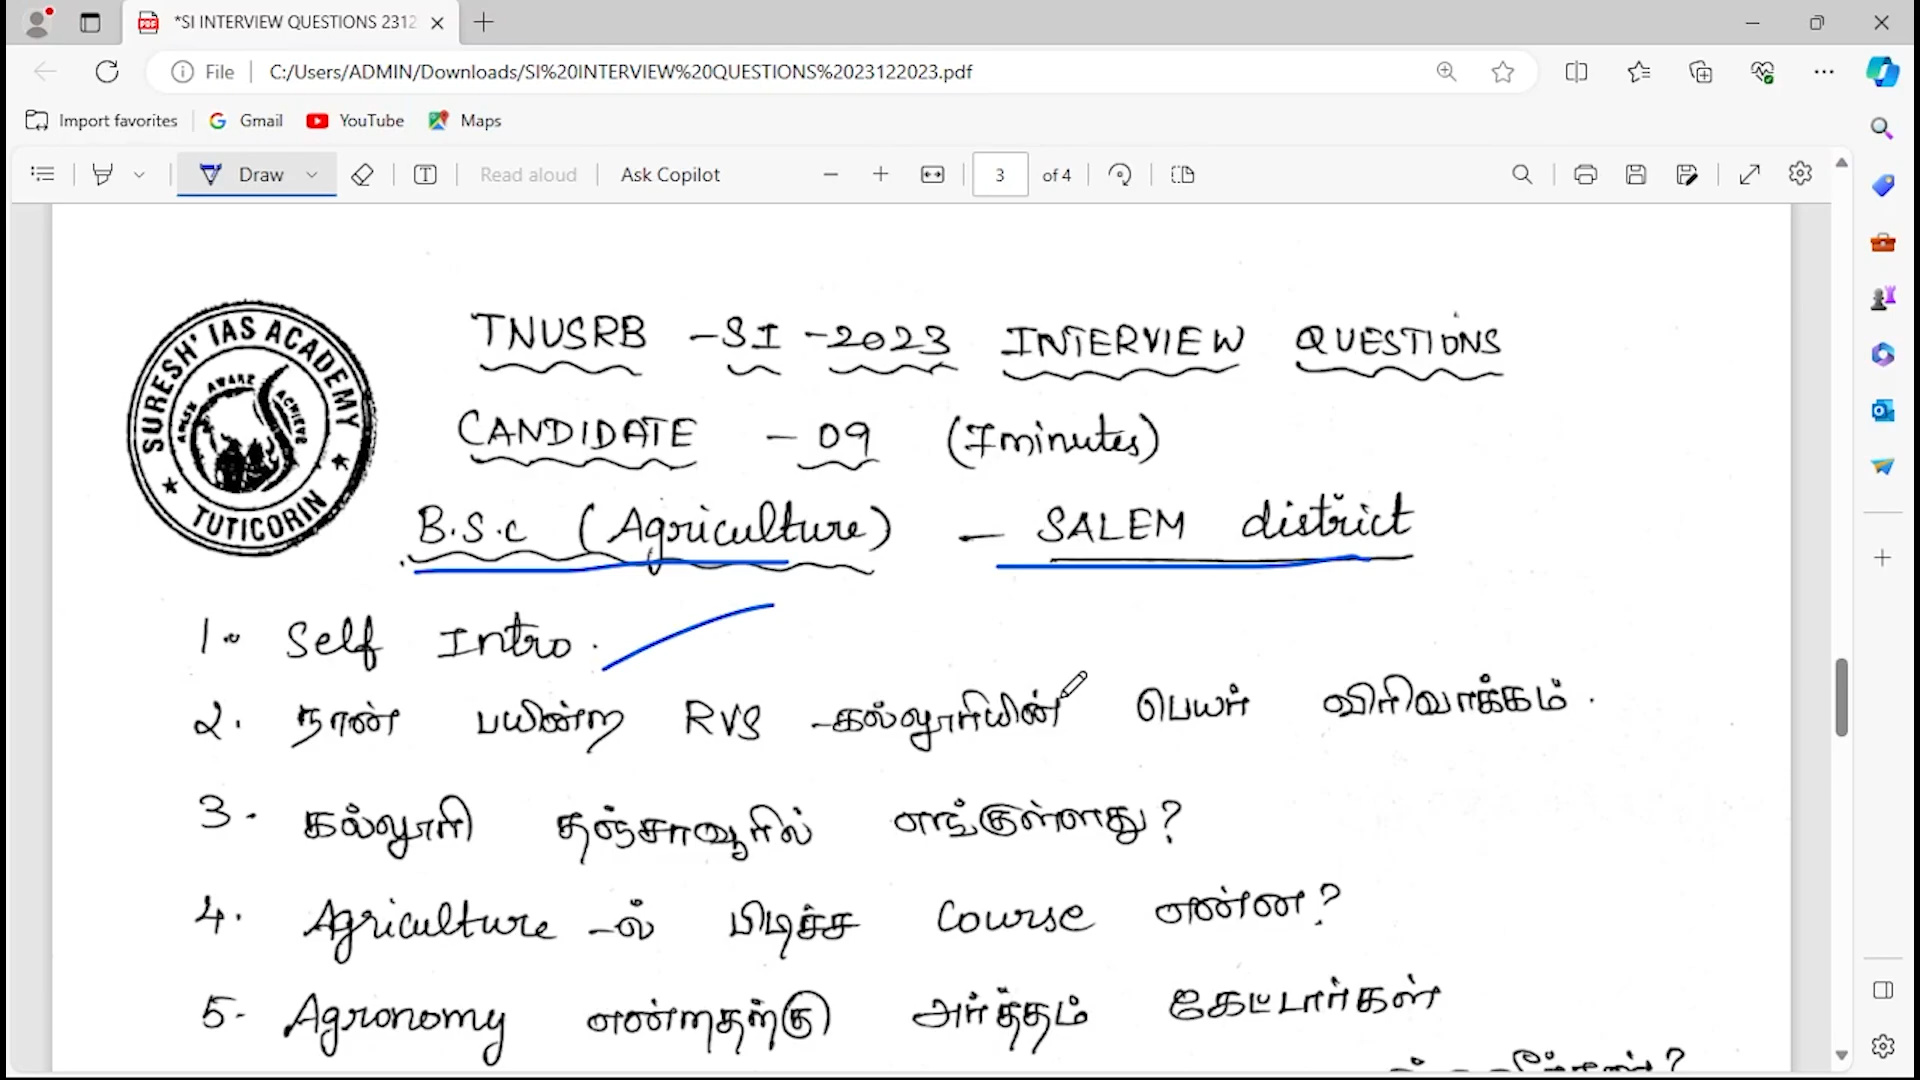 *SI INTERVIEW QUESTIONS 2312
File
C:/Users/ADMIN/Downloads/SI%20INTERVIEW%20QUESTIONS%2023122023.pdf
Import favorites Gmail YouTube Maps
Draw Read aloud Ask Copilot 3 of 4
SURESH' IAS ACADEMY
AWAKE ACHIEVE
TUTICORIN
TNUSRB -SI -2023 INTERVIEW QUESTIONS
CANDIDATE - 09 (7minutes)
B.S.c (Agriculture) - SALEM district
1. Self Intro.
2. நான் பயின்ற RVS -கல்லூரியின் பெயர் விரிவாக்கம்.
3. கல்லூரி தஞ்சாவூரில் எங்குள்ளது?
4. Agriculture -ல் பிடிச்ச Course என்ன?
5. Agronomy என்றதற்கு அர்த்தம் கேட்டார்கள்